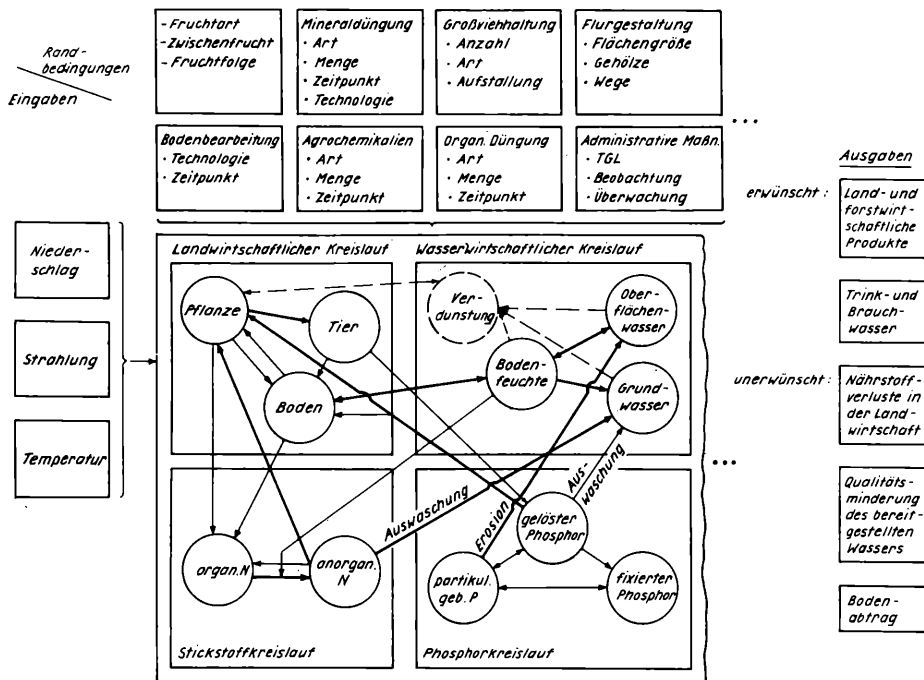 Rand-
bedingungen
Eingaben
- Fruchtart
- Zwischenfrucht
- Fruchtfolge
Mineraldüngung
· Art
· Menge
· Zeitpunkt
· Technologie
Großviehhaltung
· Anzahl
· Art
· Aufstallung
Flurgestaltung
· Flächengröße
· Gehölze
· Wege
...
Bodenbearbeitung
· Technologie
· Zeitpunkt
Agrochemikalien
· Art
· Menge
· Zeitpunkt
Organ. Düngung
· Art
· Menge
· Zeitpunkt
Administrative Maßn.
· TGL
· Beobachtung
· Überwachung
Nieder-
schlag
Strahlung
Temperatur
Landwirtschaftlicher Kreislauf
Pflanze
Tier
Boden
Wasserwirtschaftlicher Kreislauf
Ver-
dunstung
Ober-
flächen-
wasser
Boden-
feuchte
Grund-
wasser
Auswaschung
Erosion
Aus-
waschung
organ. N
anorgan.
N
Stickstoffkreislauf
gelöster
Phosphor
partikul.
geb. P
fixierter
Phosphor
Phosphorkreislauf
...
Ausgaben
erwünscht:
Land- und
forstwirt-
schaftliche
Produkte
Trink- und
Brauch-
wasser
unerwünscht:
Nährstoff-
verluste in
der Land-
wirtschaft
Qualitäts-
minderung
des bereit-
gestellten
Wassers
Boden-
abtrag